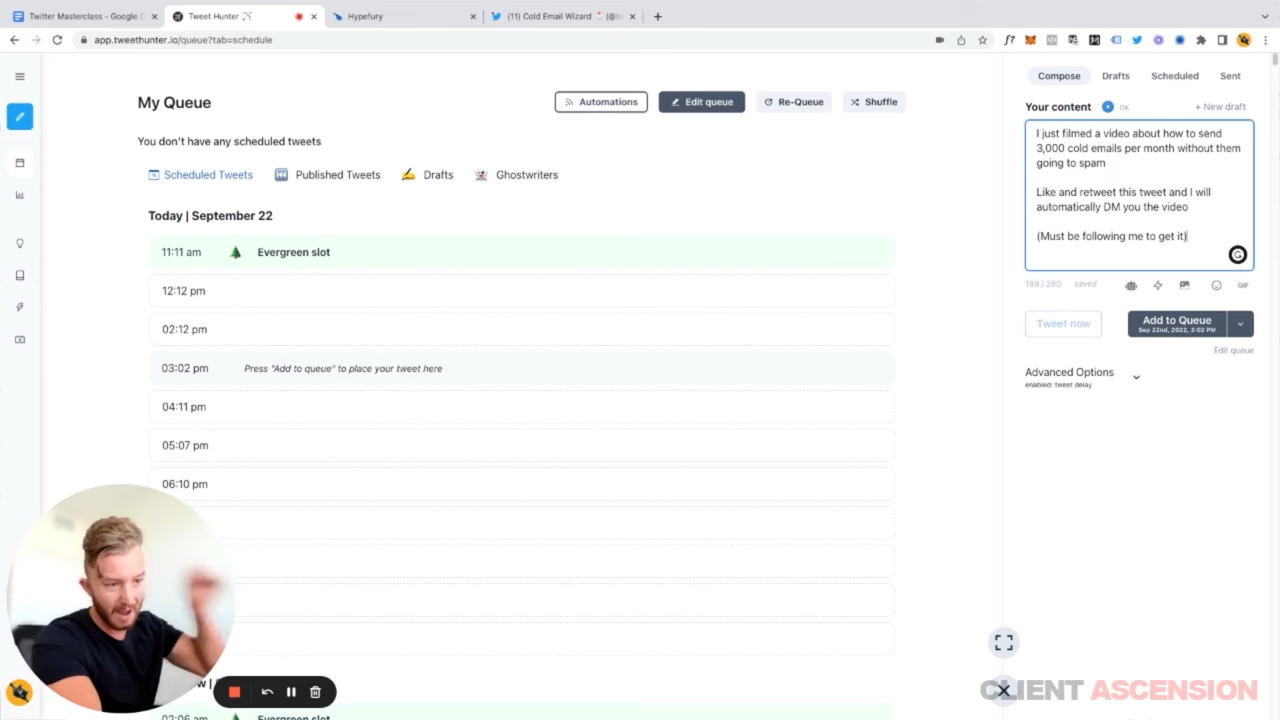 Twitter Masterclass - Google D
Tweet Hunter
Hypefury
(11) Cold Email Wizard
app.tweethunter.io/queue?tab=schedule
My Queue
Automations
Edit queue
Re-Queue
Shuffle
You don't have any scheduled tweets
Scheduled Tweets
Published Tweets
Drafts
Ghostwriters
Today | September 22
11:11 am Evergreen slot
12:12 pm
02:12 pm
03:02 pm Press "Add to queue" to place your tweet here
04:11 pm
05:07 pm
06:10 pm
02:06 am Evergreen slot
Compose
Drafts
Scheduled
Sent
Your content
OK
+ New draft
I just filmed a video about how to send
3,000 cold emails per month without them
going to spam
Like and retweet this tweet and I will
automatically DM you the video
(Must be following me to get it)
199 / 280 saved
GIF
Tweet now
Add to Queue
Sep 22nd, 2022, 3:02 PM
Edit queue
Advanced Options
enabled: tweet delay
CLIENT ASCENSION